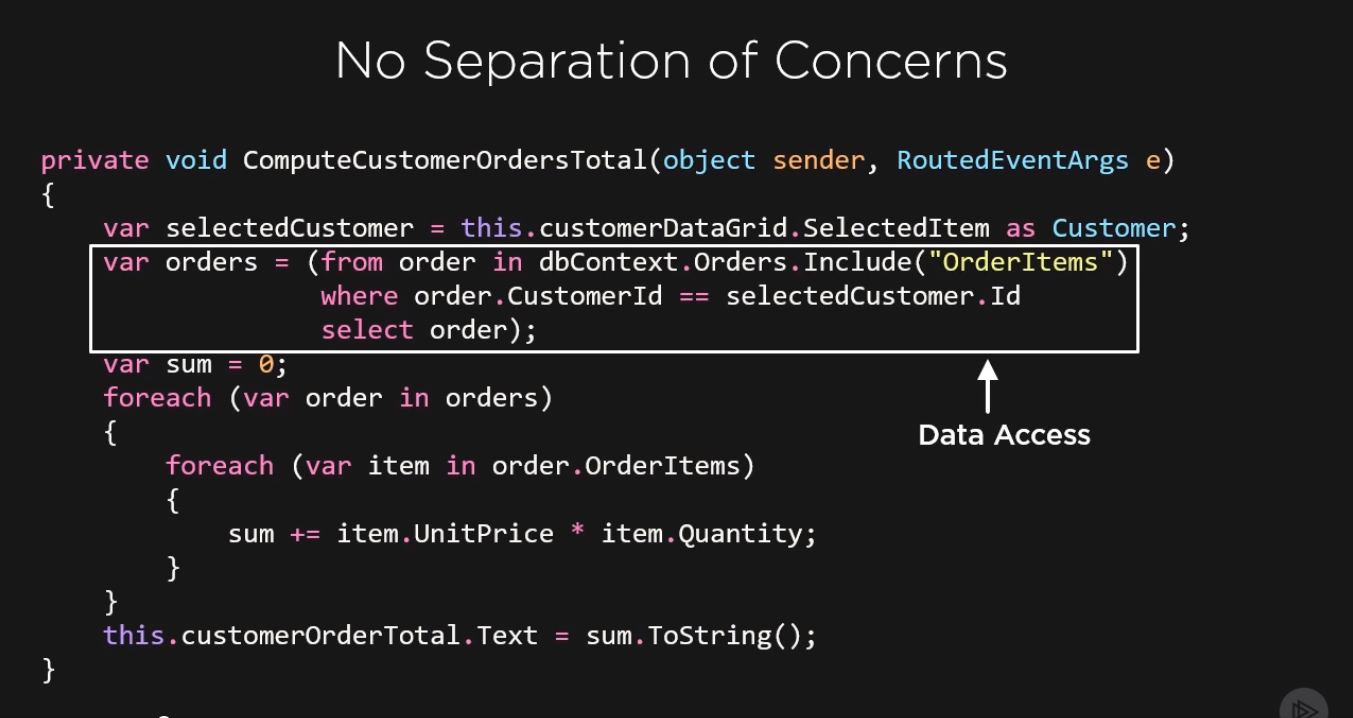 No Separation of Concerns
private void ComputeCustomerOrdersTotal(object sender, RoutedEventArgs e)
{
    var selectedCustomer = this.customerDataGrid.SelectedItem as Customer;
    var orders = (from order in dbContext.Orders.Include("OrderItems")
                  where order.CustomerId == selectedCustomer.Id
                  select order);
    var sum = 0;
    foreach (var order in orders)
    {
        foreach (var item in order.OrderItems)
        {
            sum += item.UnitPrice * item.Quantity;
        }
    }
    this.customerOrderTotal.Text = sum.ToString();
}
Data Access